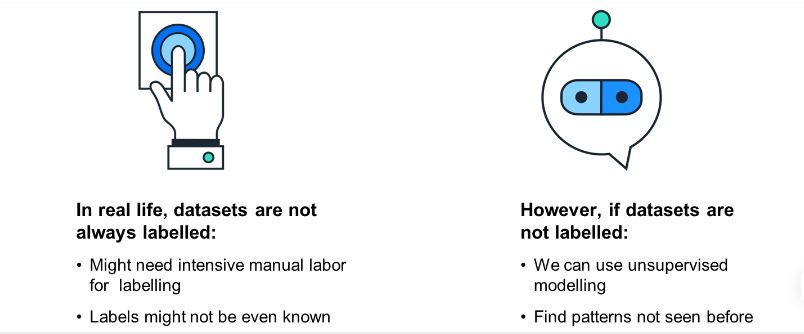 In real life, datasets are not
always labelled:
• Might need intensive manual labor
for labelling
• Labels might not be even known
However, if datasets are
not labelled:
• We can use unsupervised
modelling
• Find patterns not seen before